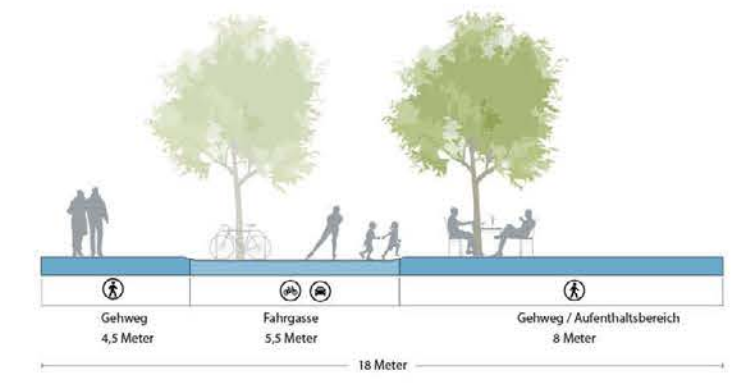 Gehweg
4,5 Meter
Fahrgasse
5,5 Meter
Gehweg / Aufenthaltsbereich
8 Meter
18 Meter